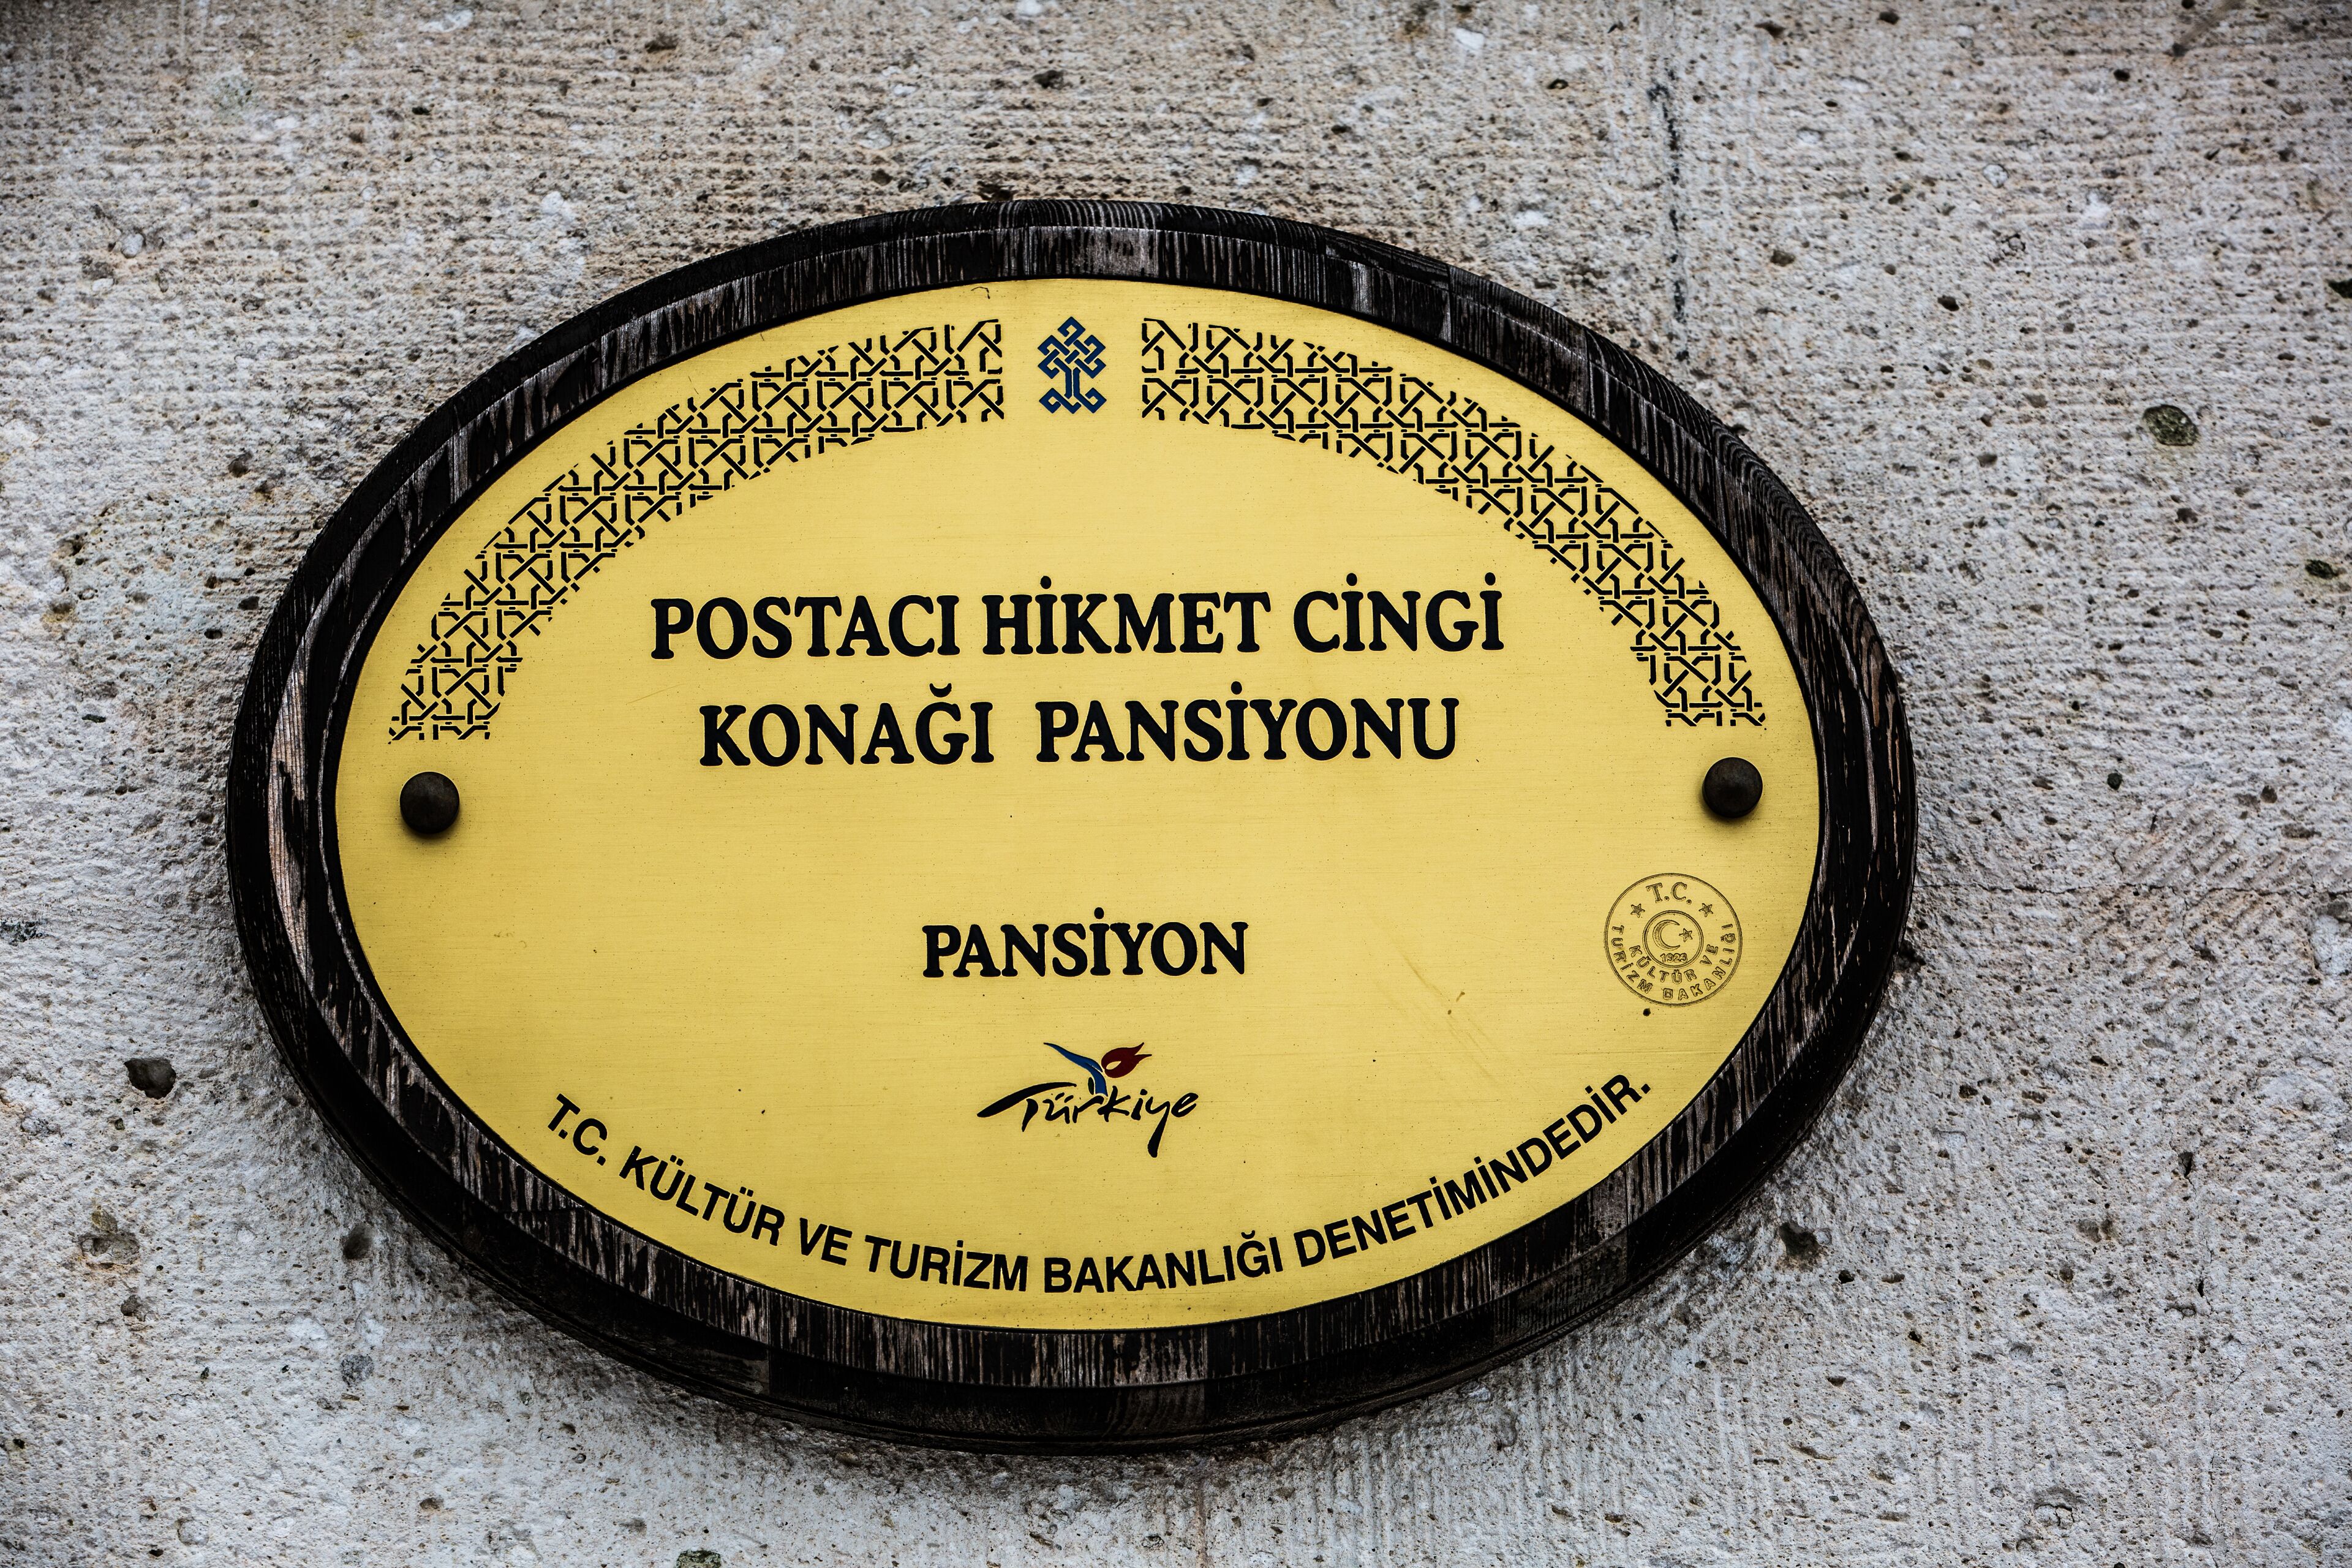 POSTACI HİKMET CİNGİ
KONAĞI PANSİYONU
PANSİYON
T.C.
KÜLTÜR VE
TURİZM BAKANLIĞI
Türkiye
T.C. KÜLTÜR VE TURİZM BAKANLIĞI DENETİMİNDEDİR.